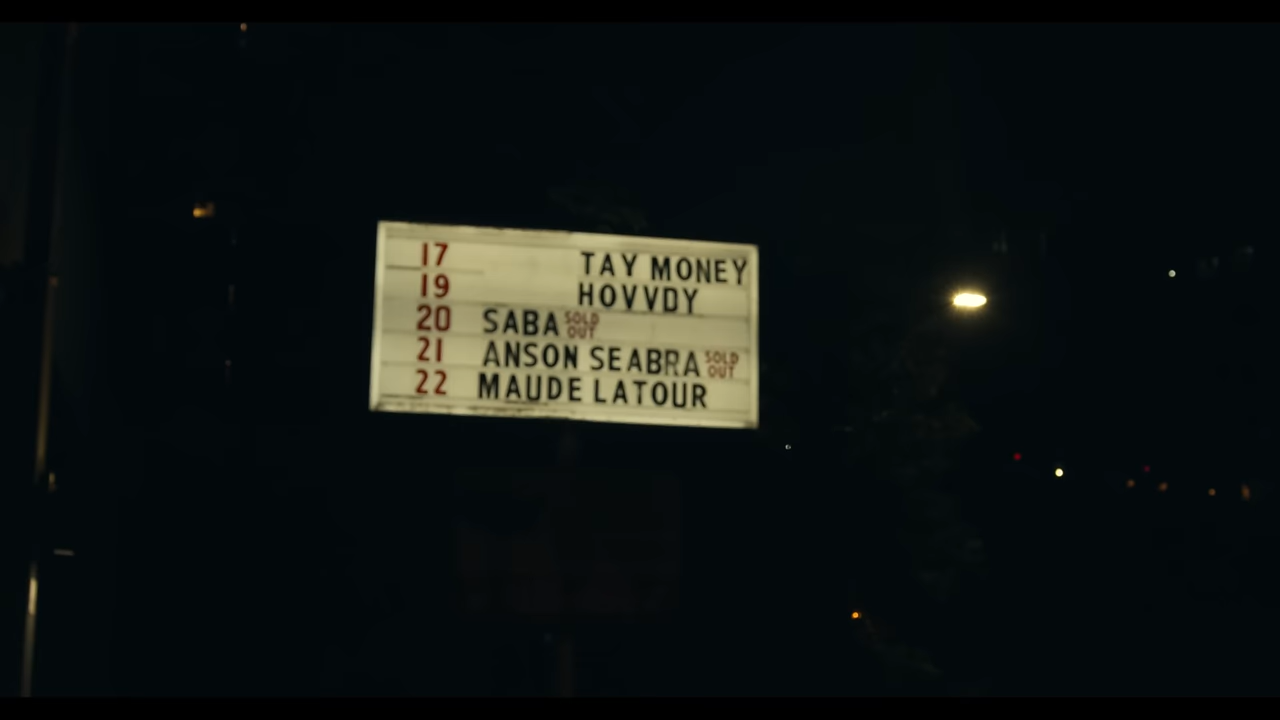 17 TAY MONEY
19 HOVVDY
20 SABA SOLD OUT
21 ANSON SEABRA SOLD OUT
22 MAUDE LATOUR